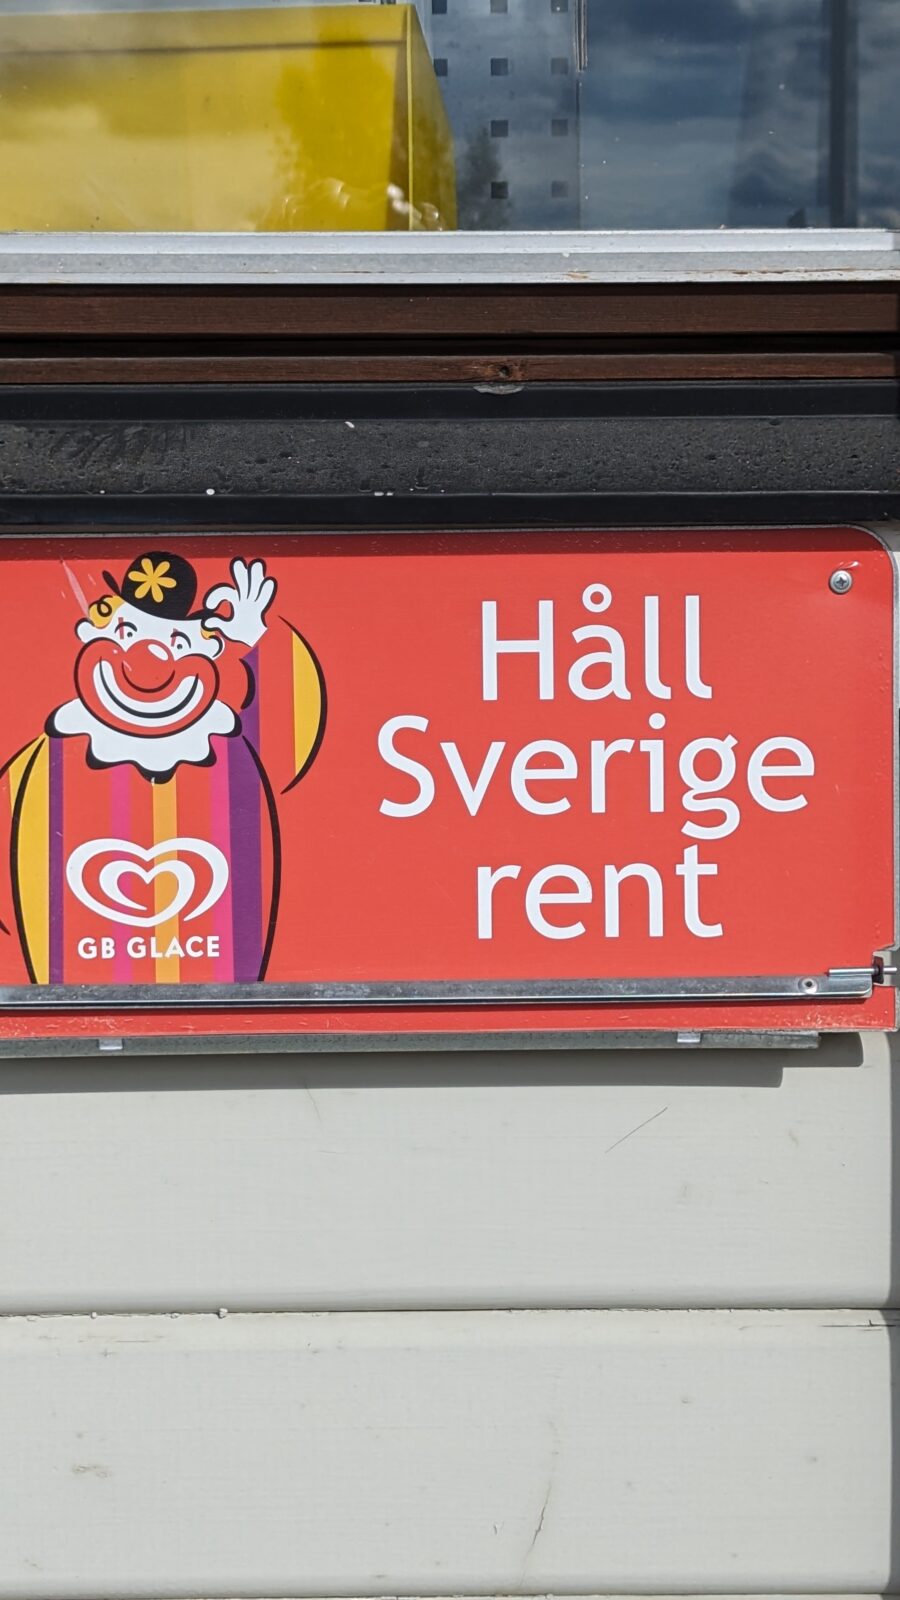 Håll
Sverige
rent
GB GLACE